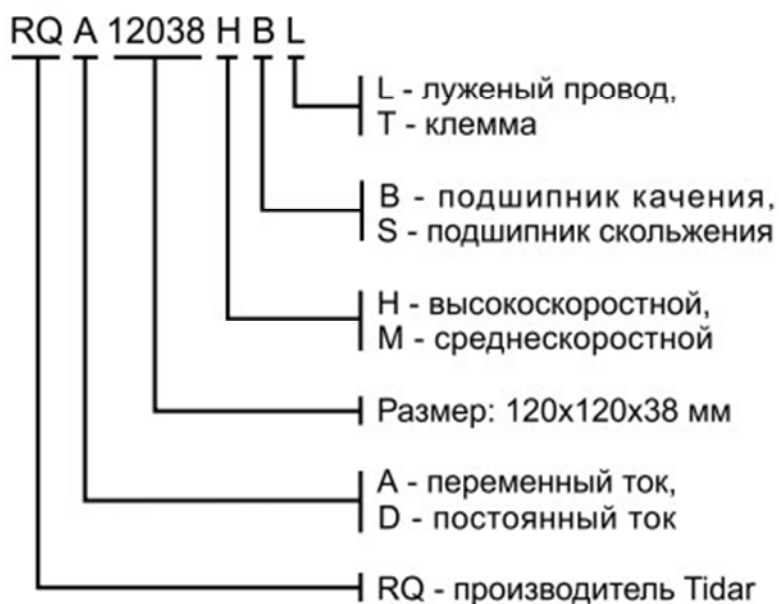 RQ A 12038 H B L
L - луженый провод,
T - клемма
B - подшипник качения,
S - подшипник скольжения
H - высокоскоростной,
M - среднескоростной
Размер: 120x120x38 мм
A - переменный ток,
D - постоянный ток
RQ - производитель Tidar